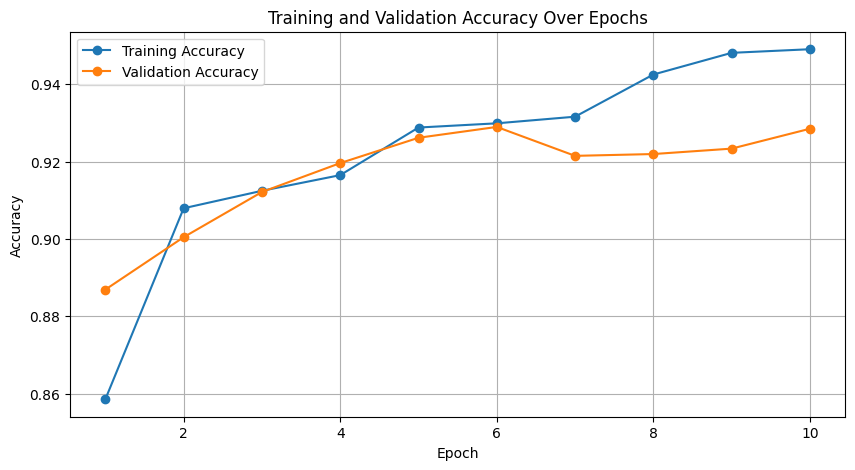 Training and Validation Accuracy Over Epochs
Training Accuracy
Validation Accuracy
Accuracy
0.94
0.92
0.90
0.88
0.86
2 4 6 8 10
Epoch